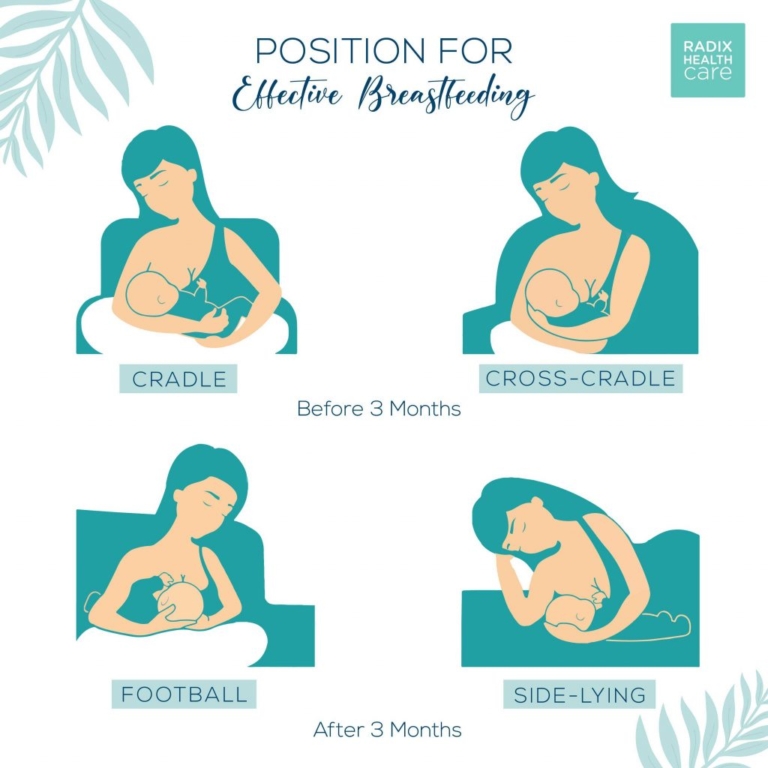 POSITION FOR
Effective Breastfeeding
RADIX
HEALTH
care
CRADLE
CROSS-CRADLE
Before 3 Months
FOOTBALL
SIDE-LYING
After 3 Months